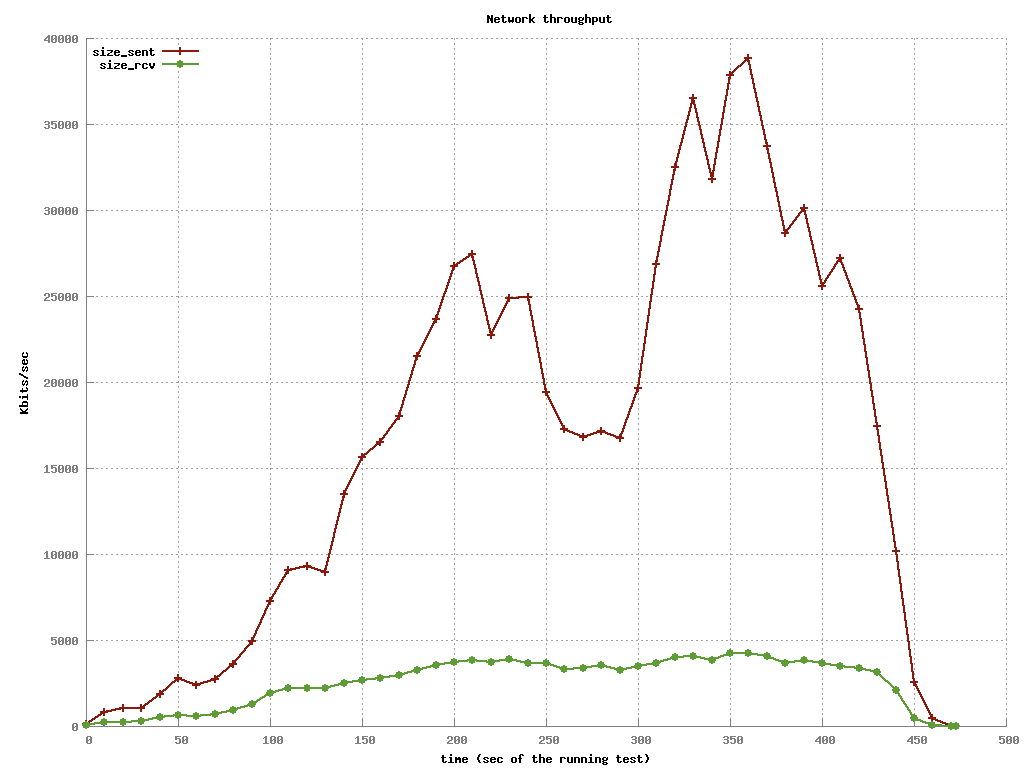 Network throughput
size_sent
size_rcv
40000
35000
30000
25000
20000
15000
10000
5000
0
Kbits/sec
0 50 100 150 200 250 300 350 400 450 500
time (sec of the running test)